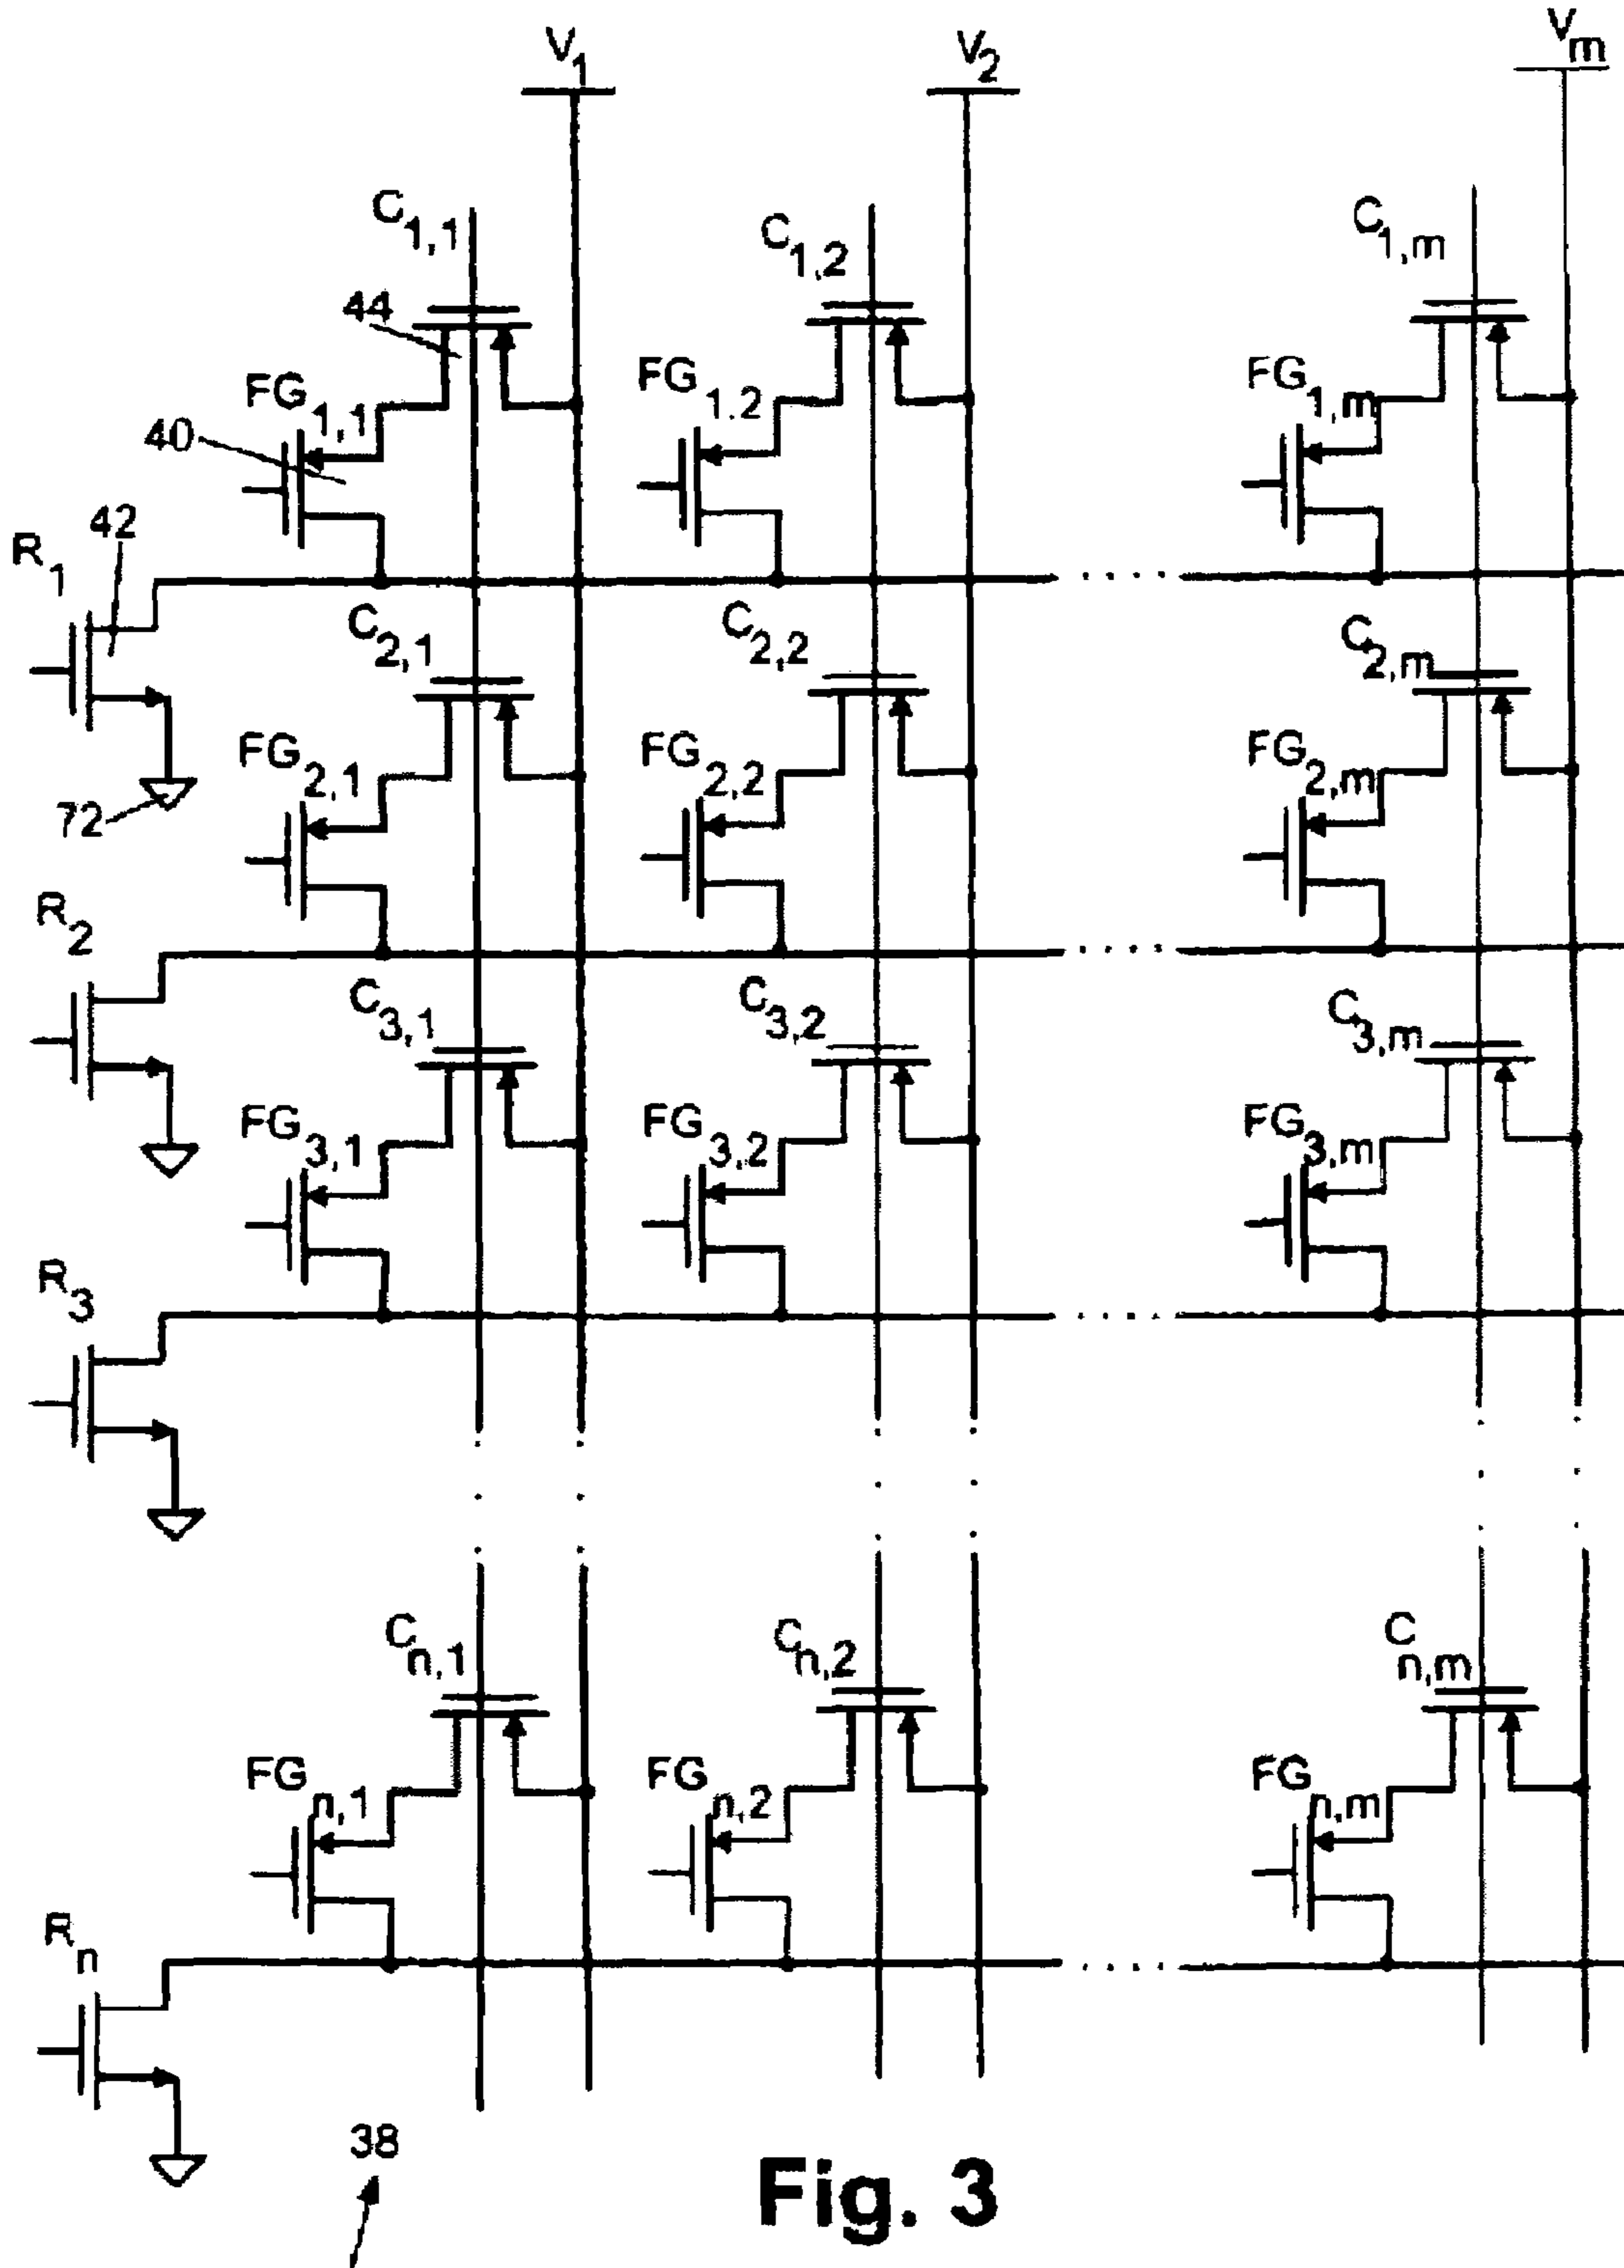 V1 V2 Vm
C1,1 C1,2 C1,m
44
FG1,1 FG1.2 FG1,m
40
42
R1
C2,1 C2,2 C2,m
FG2,1 FG2,2 FG2,m
72
R2
C3,1 C3,2 C3,m
FG3,1 FG3,2 FG3,m
R3
Cn,1 Cn,2 Cn,m
FGn,1 FGn,2 FGn,m
Rn
38
Fig. 3